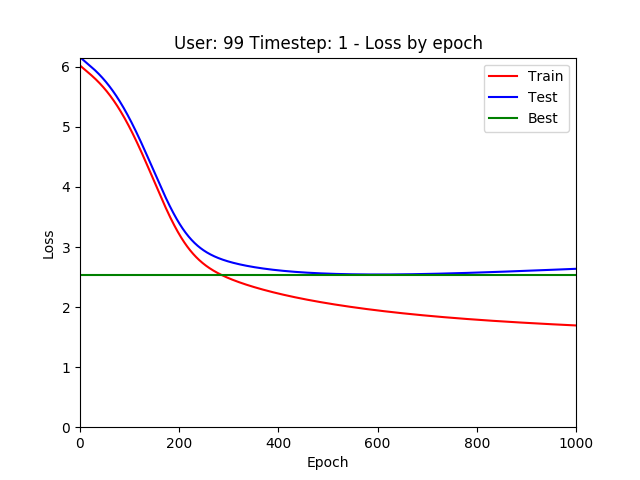 User: 99 Timestep: 1 - Loss by epoch
Train
Test
Best
Loss
6
5
4
3
2
1
0
0 200 400 600 800 1000
Epoch